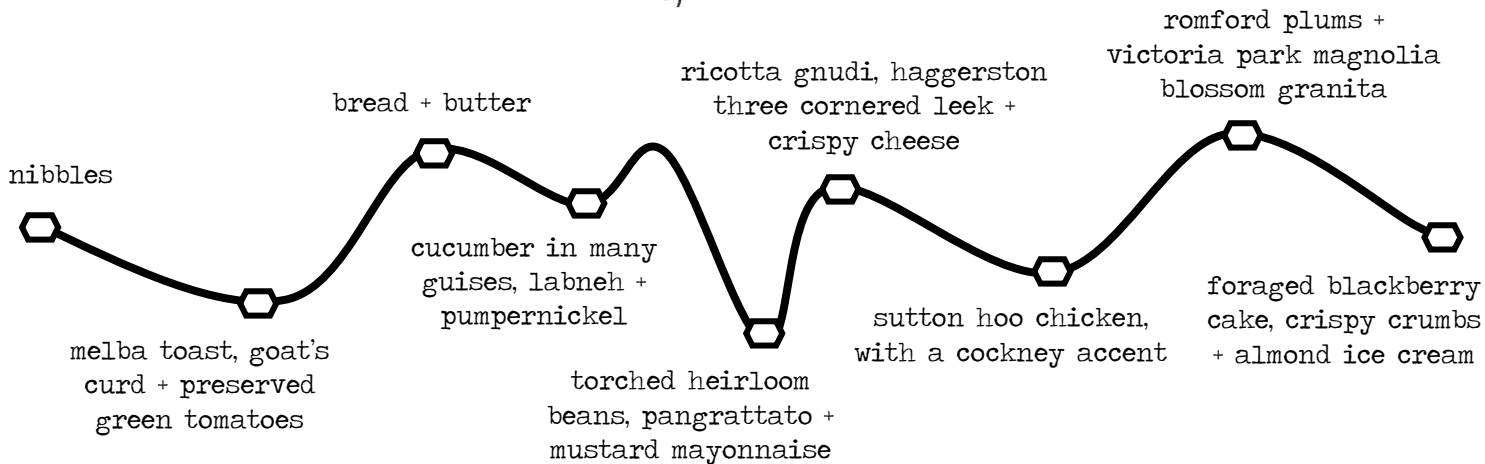 nibbles
melba toast, goat's
curd + preserved
green tomatoes
bread + butter
cucumber in many
guises, labneh +
pumpernickel
torched heirloom
beans, pangrattato +
mustard mayonnaise
ricotta gnudi, haggerston
three cornered leek +
crispy cheese
sutton hoo chicken,
with a cockney accent
romford plums +
victoria park magnolia
blossom granita
foraged blackberry
cake, crispy crumbs
+ almond ice cream